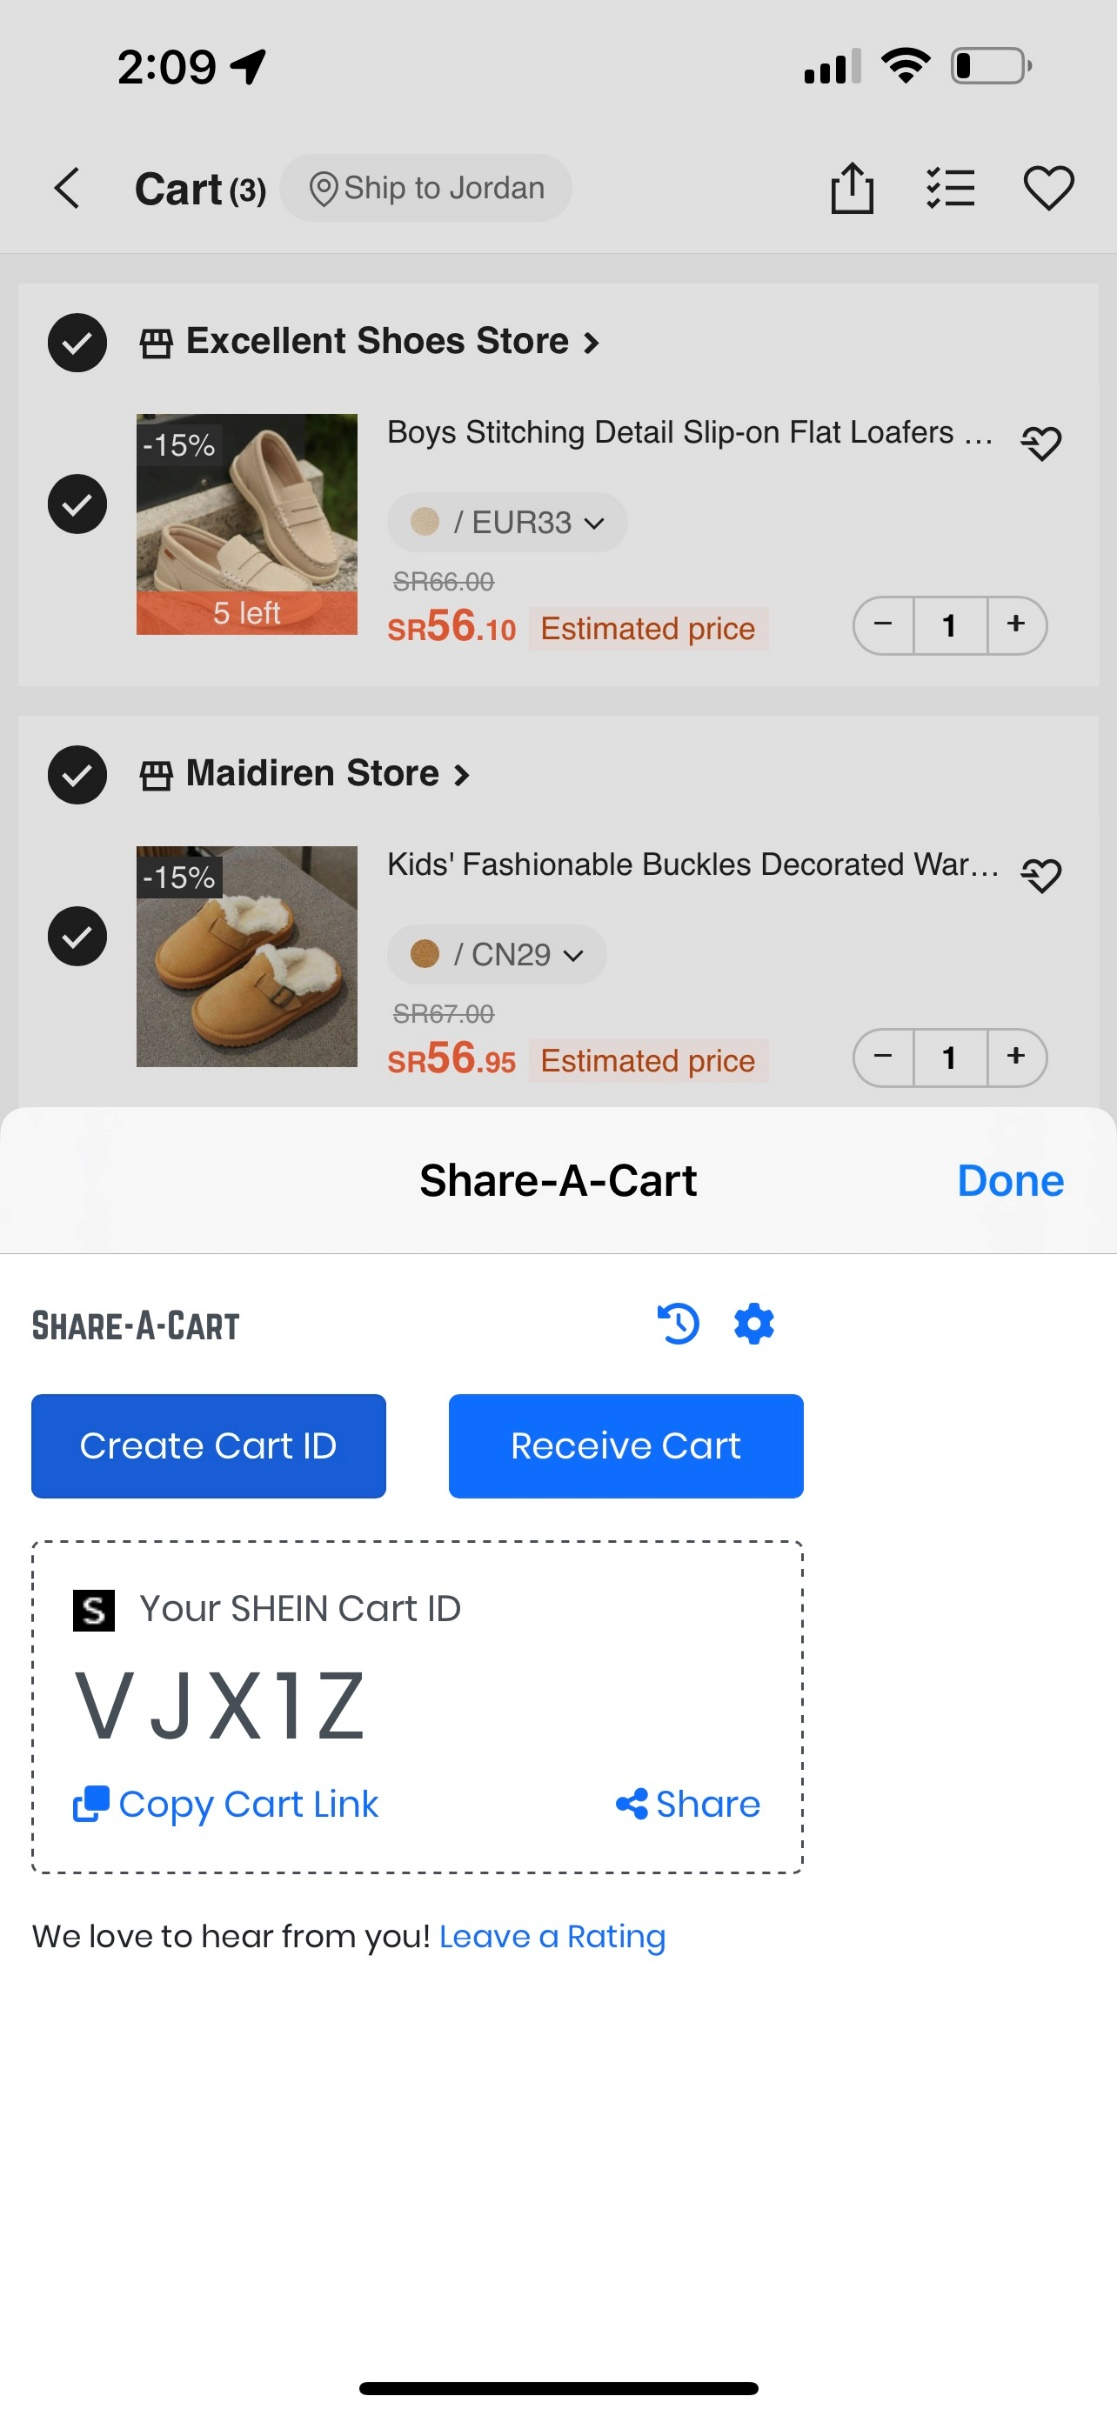 2:09
Cart (3) Ship to Jordan
Excellent Shoes Store >
-15%
Boys Stitching Detail Slip-on Flat Loafers ...
/ EUR33
SR66.00
5 left
SR56.10 Estimated price
− 1 +
Maidiren Store >
-15%
Kids' Fashionable Buckles Decorated War...
/ CN29
SR67.00
SR56.95 Estimated price
− 1 +
Share-A-Cart
Done
SHARE-A-CART
Create Cart ID
Receive Cart
S Your SHEIN Cart ID
VJX1Z
Copy Cart Link
Share
We love to hear from you! Leave a Rating